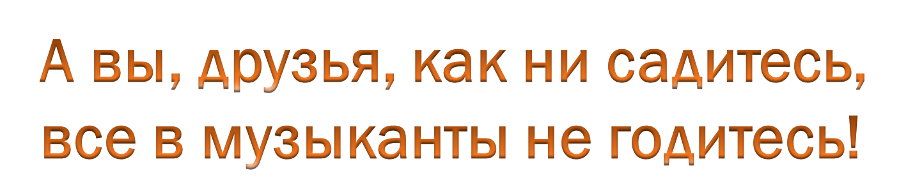 А вы, друзья, как ни садитесь,
все в музыканты не годитесь!